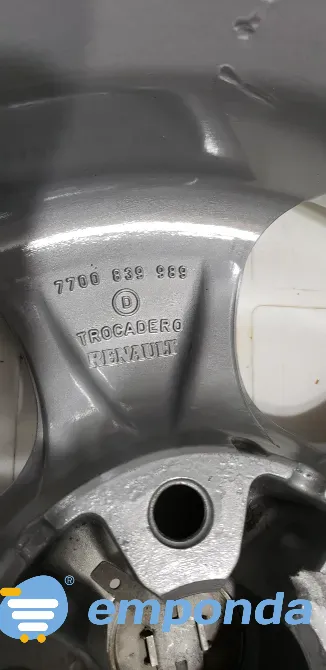 7700 839 989
D
TROCADERO
RENAULT
® emponda